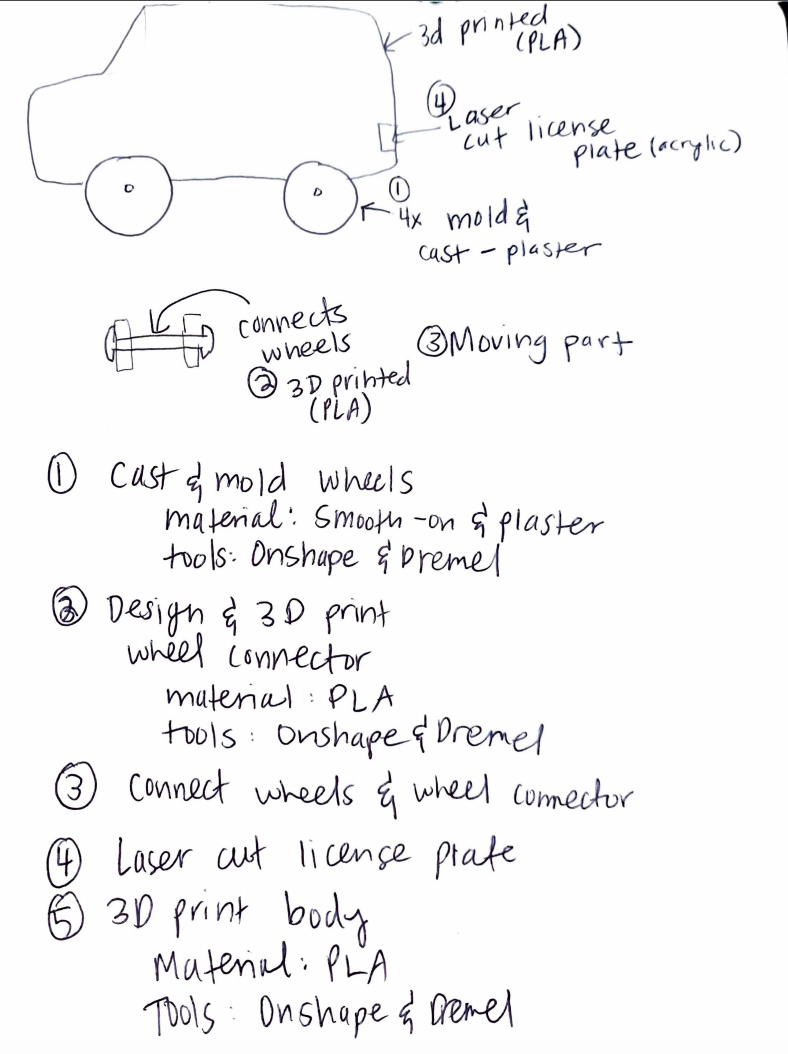 3d printed
(PLA)
④
Laser
cut license
plate (acrylic)
①
4x mold &
cast - plaster
connects
wheels
② 3D printed
(PLA)
③ Moving part
① Cast & mold wheels
material: Smooth-on & plaster
tools: Onshape & Dremel
② Design & 3D print
wheel connector
material: PLA
tools: Onshape & Dremel
③ Connect wheels & wheel connector
④ Laser cut license plate
⑤ 3D print body
Material: PLA
Tools: Onshape & Dremel